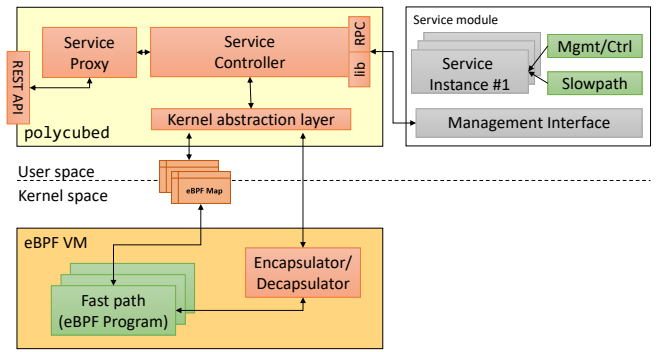 Service
Proxy
Service
Controller
RPC
lib
REST API
Kernel abstraction layer
polycubed
Service module
Service
Instance #1
Mgmt/Ctrl
Slowpath
Management Interface
User space
Kernel space
eBPF Map
eBPF VM
Encapsulator/
Decapsulator
Fast path
(eBPF Program)